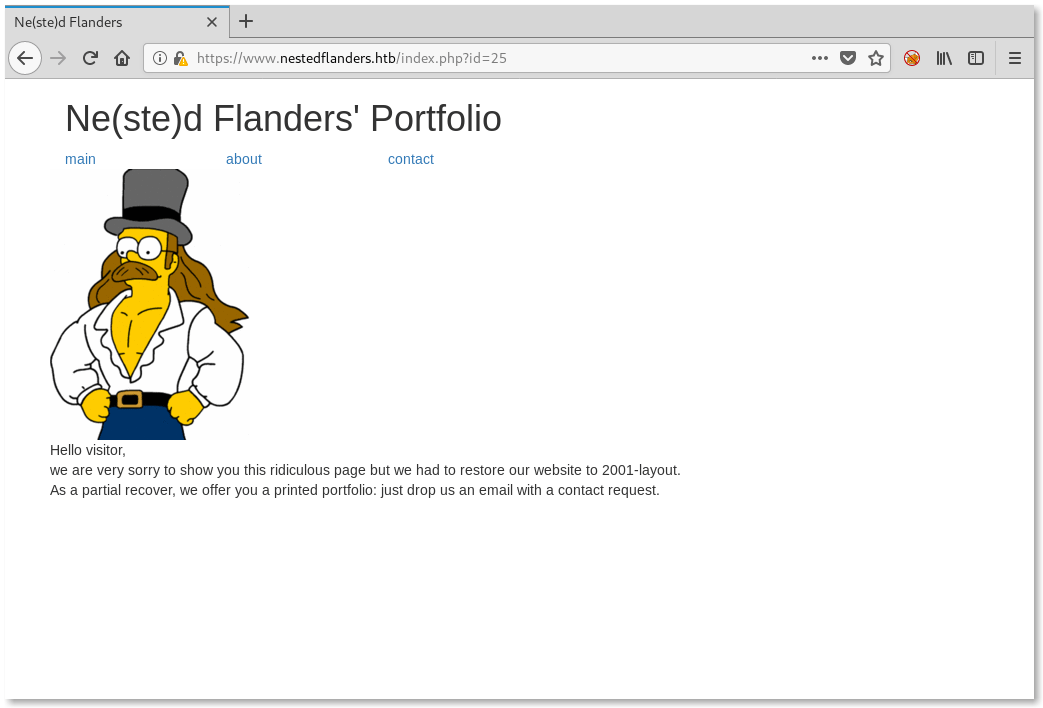 Ne(ste)d Flanders
https://www.nestedflanders.htb/index.php?id=25
Ne(ste)d Flanders' Portfolio
main about contact
Hello visitor,
we are very sorry to show you this ridiculous page but we had to restore our website to 2001-layout.
As a partial recover, we offer you a printed portfolio: just drop us an email with a contact request.